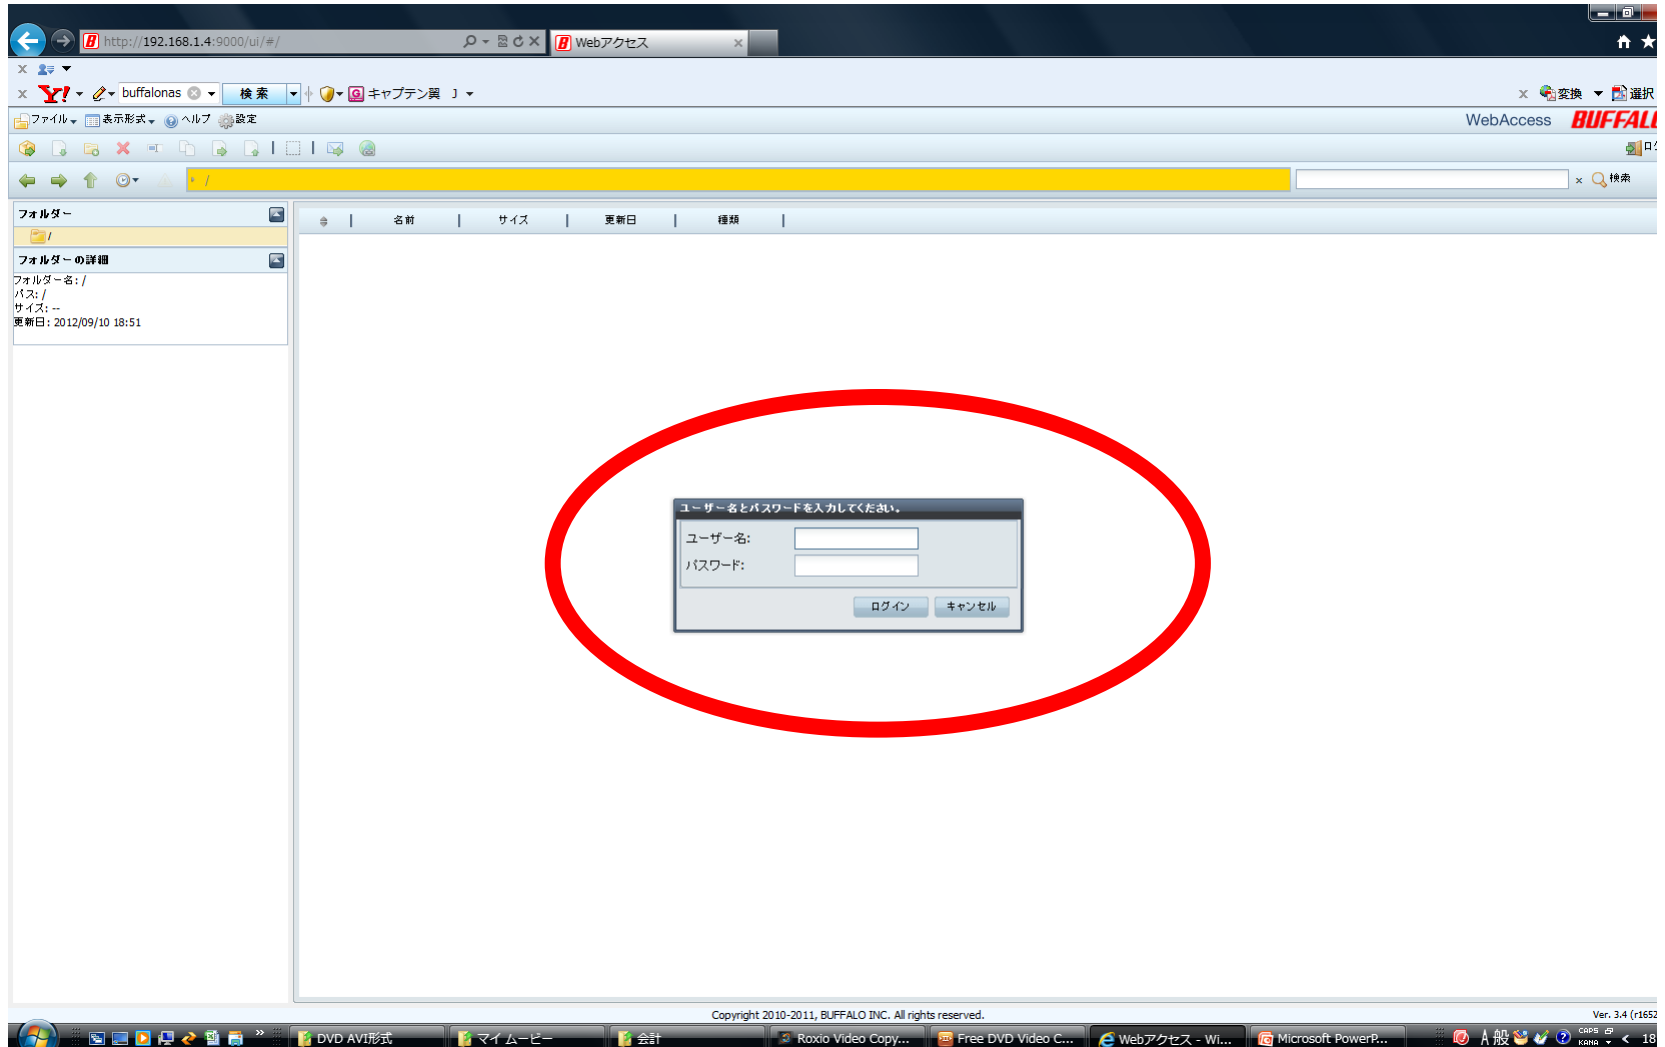 http://192.168.1.4:9000/ui/#/
Webアクセス
buffalonas
検索
キャプテン翼 J
変換
選択
ファイル
表示形式
ヘルプ
設定
WebAccess
/
検索
フォルダー
/
名前 サイズ 更新日 種類
フォルダーの詳細
フォルダー名: /
パス: /
サイズ: --
更新日: 2012/09/10 18:51
ユーザー名とパスワードを入力してください。
ユーザー名:
パスワード:
ログイン キャンセル
Copyright 2010-2011, BUFFALO INC. All rights reserved.
Ver. 3.4 (r1652
DVD AVI形式
マイ ムービー
会計
Roxio Video Copy...
Free DVD Video C...
Webアクセス - Wi...
Microsoft PowerP...
A 般
CAPS
KANA
18